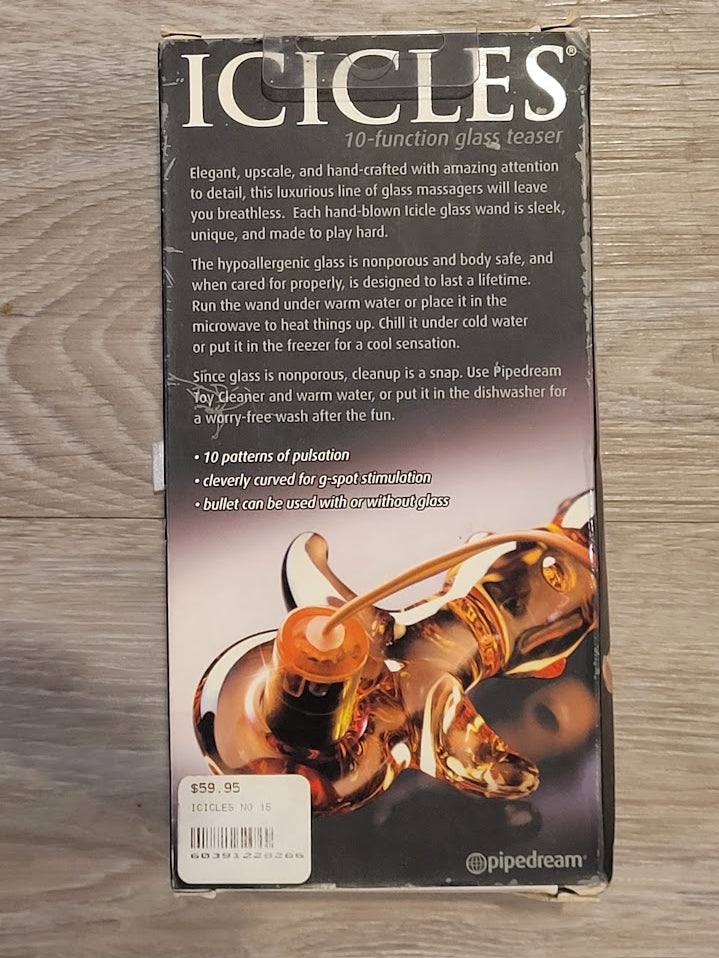 ICICLES®
10-function glass teaser
Elegant, upscale, and hand-crafted with amazing attention
to detail, this luxurious line of glass massagers will leave
you breathless. Each hand-blown Icicle glass wand is sleek,
unique, and made to play hard.
The hypoallergenic glass is nonporous and body safe, and
when cared for properly, is designed to last a lifetime.
Run the wand under warm water or place it in the
microwave to heat things up. Chill it under cold water
or put it in the freezer for a cool sensation.
Since glass is nonporous, cleanup is a snap. Use Pipedream
Toy Cleaner and warm water, or put it in the dishwasher for
a worry-free wash after the fun.
• 10 patterns of pulsation
• cleverly curved for g-spot stimulation
• bullet can be used with or without glass
$59.95
ICICLES NO 15
pipedream